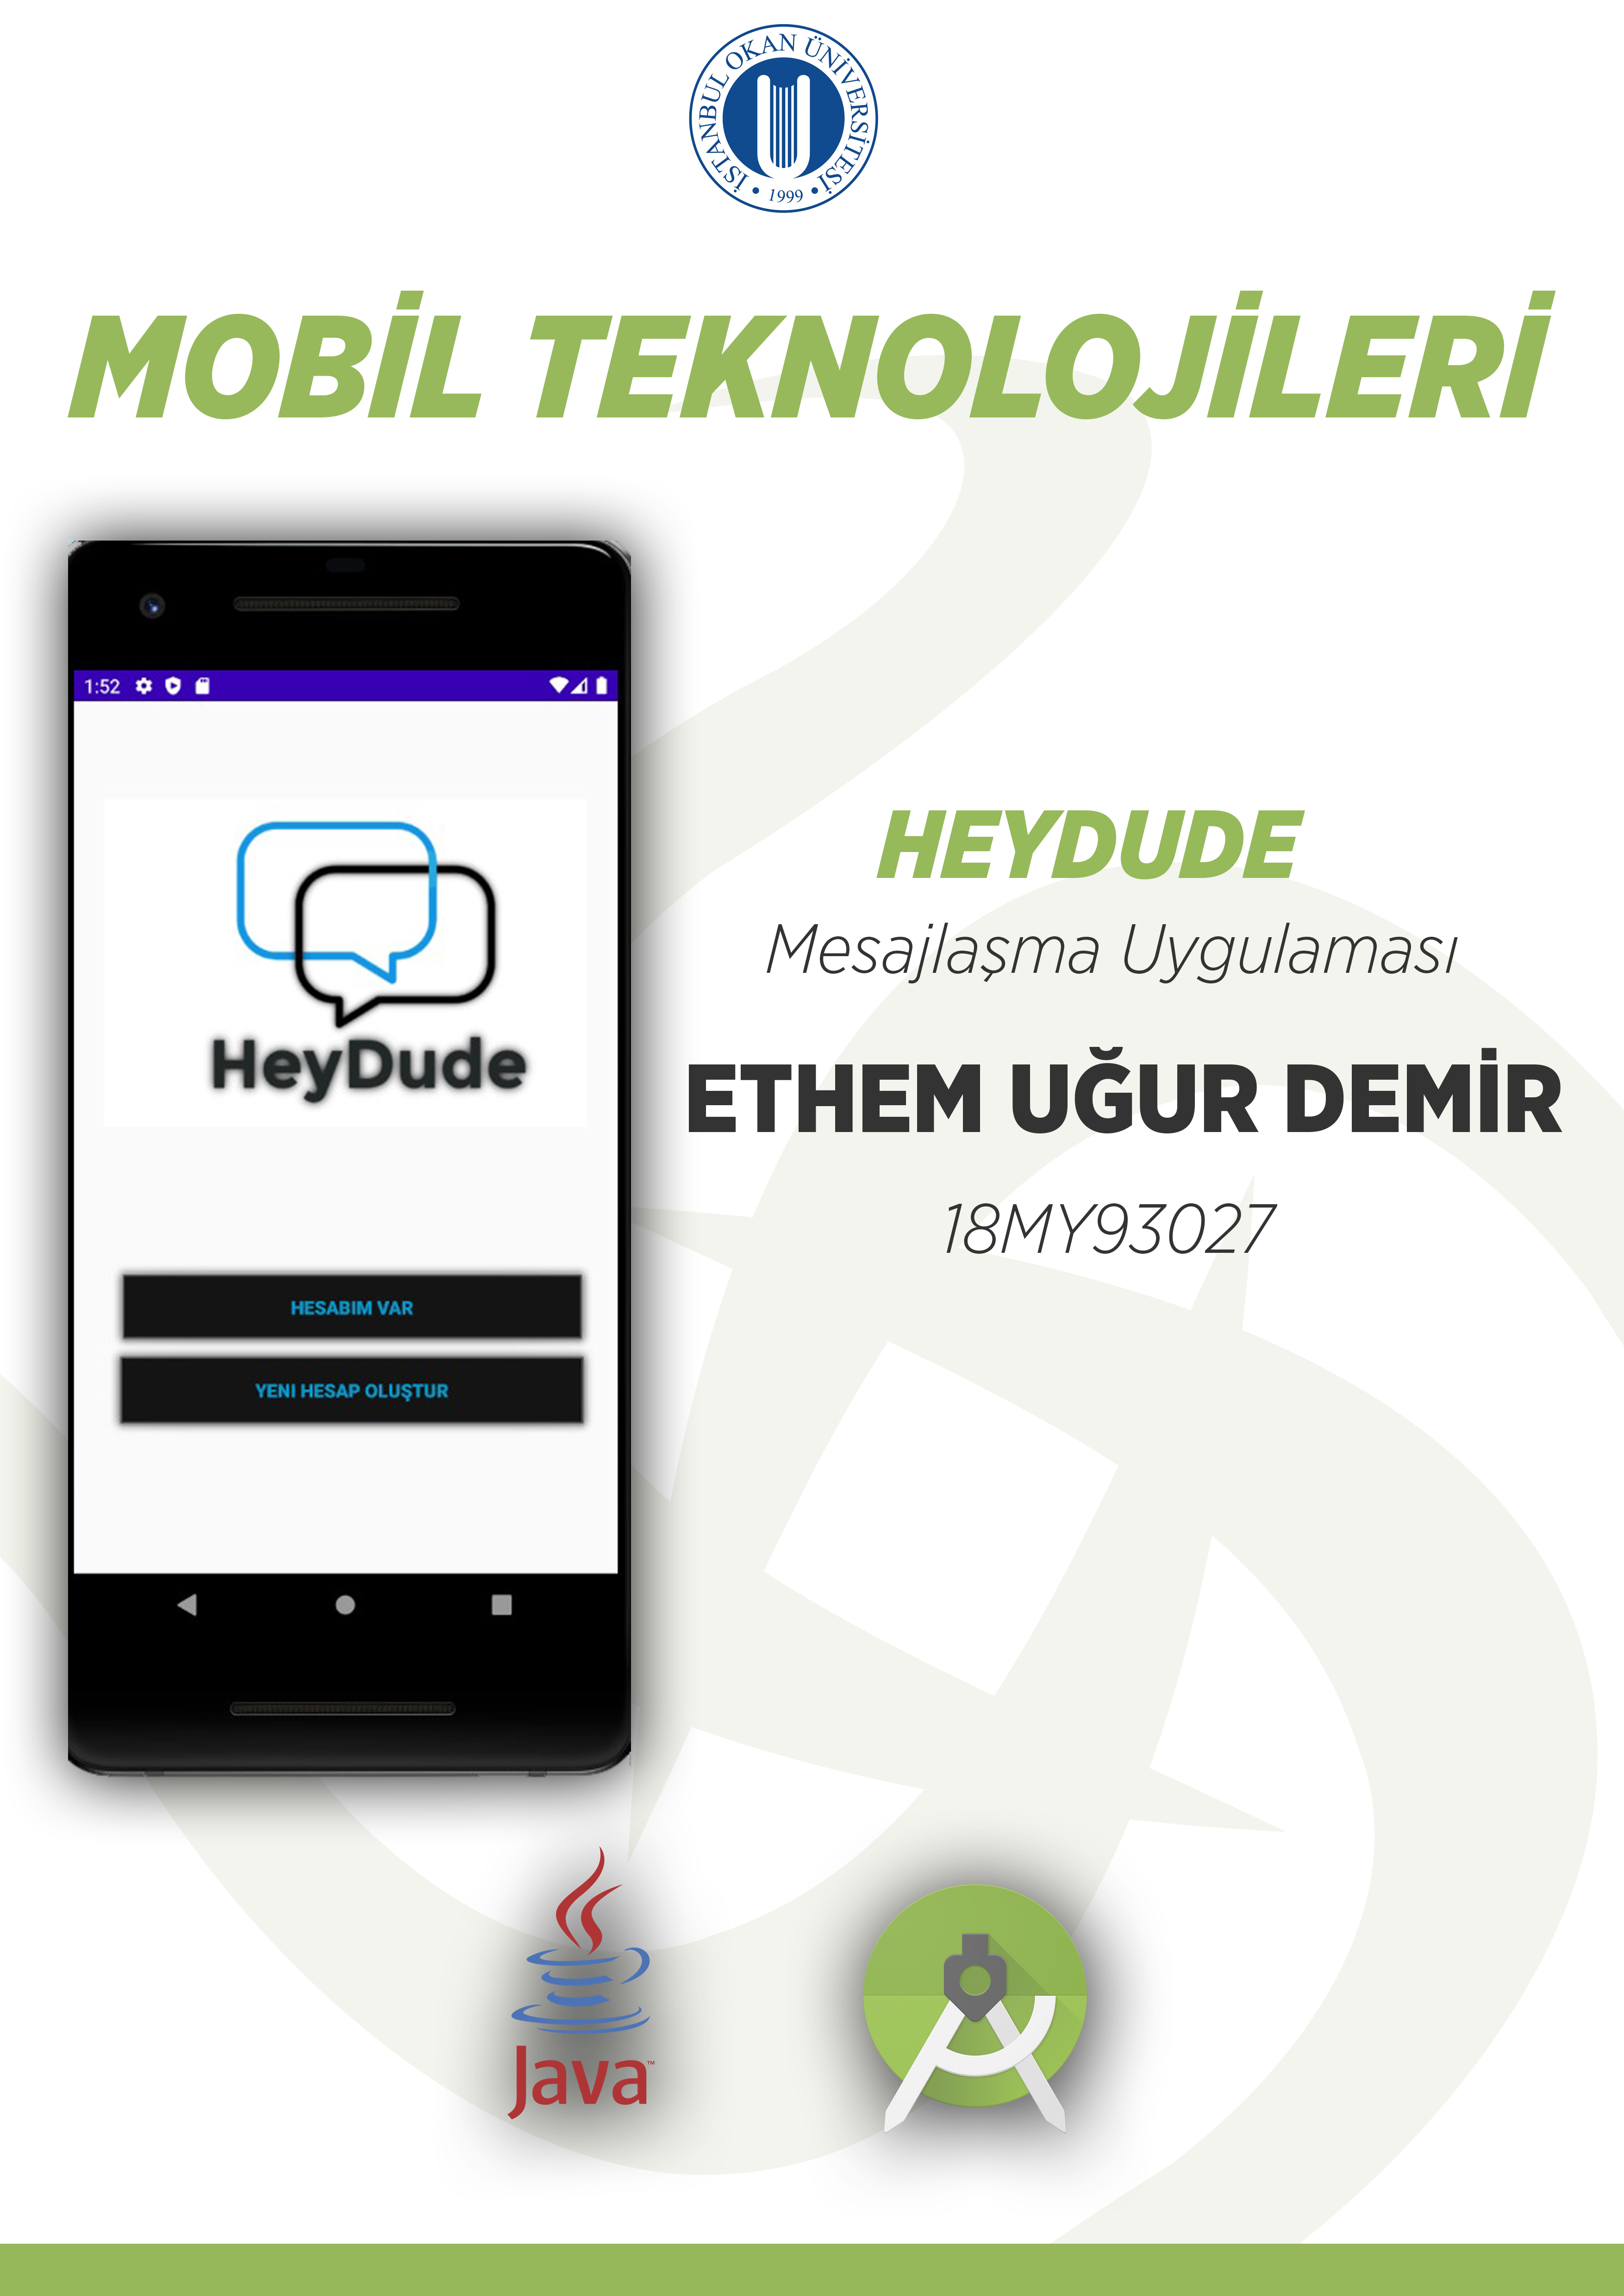 İSTANBUL OKAN ÜNİVERSİTESİ
• 1999 •
MOBİL TEKNOLOJİLERİ
1:52
HeyDude
HESABIM VAR
YENI HESAP OLUŞTUR
HEYDUDE
Mesajlaşma Uygulaması
ETHEM UĞUR DEMİR
18MY93027
Java™